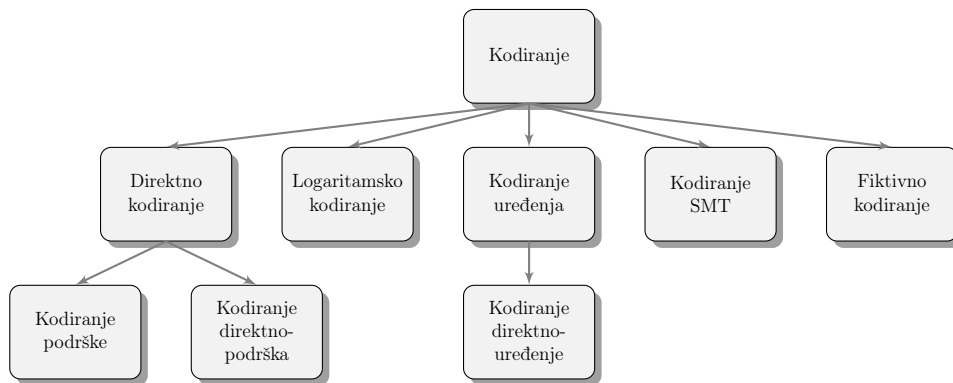 Kodiranje
Direktno
kodiranje
Logaritamsko
kodiranje
Kodiranje
uređenja
Kodiranje
SMT
Fiktivno
kodiranje
Kodiranje
podrške
Kodiranje
direktno-
podrška
Kodiranje
direktno-
uređenje